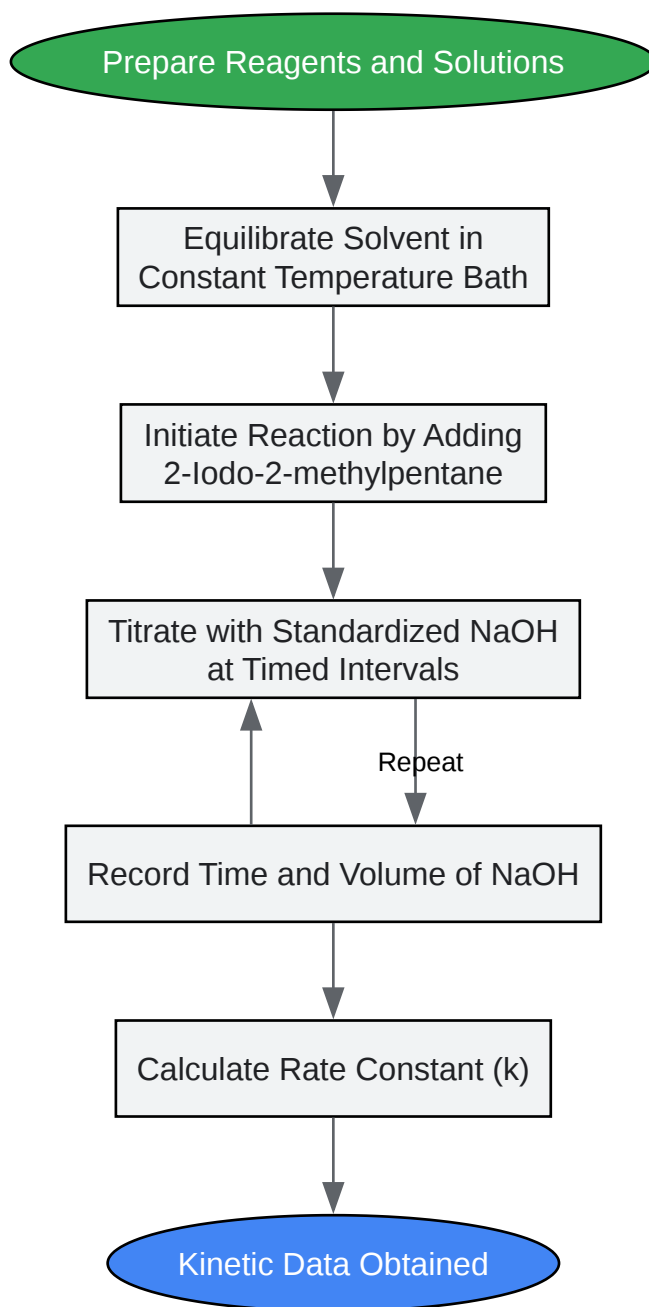 Prepare Reagents and Solutions
Equilibrate Solvent in
Constant Temperature Bath
Initiate Reaction by Adding
2-Iodo-2-methylpentane
Titrate with Standardized NaOH
at Timed Intervals
Repeat
Record Time and Volume of NaOH
Calculate Rate Constant (k)
Kinetic Data Obtained